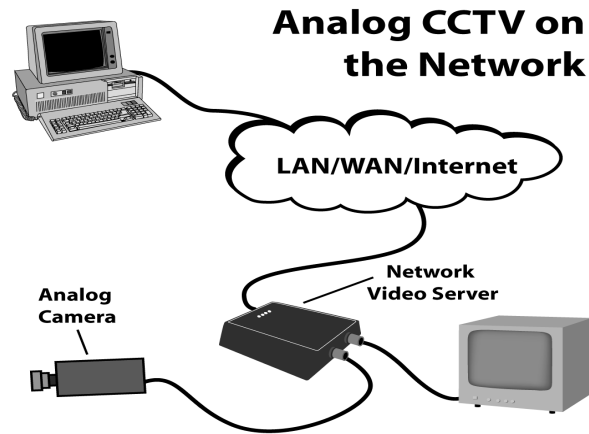 Analog CCTV on
the Network
LAN/WAN/Internet
Network
Video Server
Analog
Camera